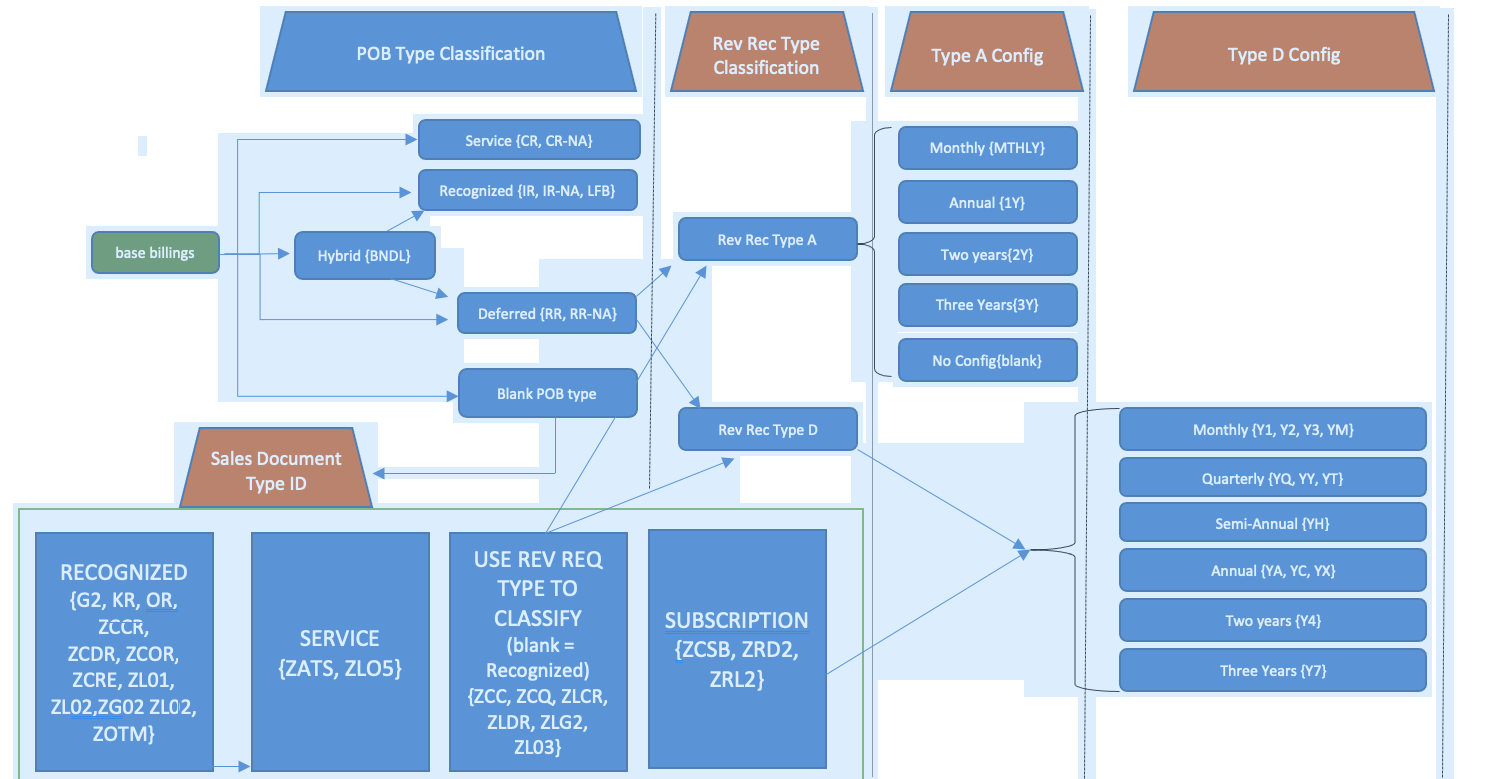 POB Type Classification
Rev Rec Type
Classification
Type A Config
Type D Config
Service {CR, CR-NA}
Recognized {IR, IR-NA, LFB}
base billings
Hybrid {BNDL}
Deferred {RR, RR-NA}
Blank POB type
Rev Rec Type A
Rev Rec Type D
Monthly {MTHLY}
Annual {1Y}
Two years{2Y}
Three Years{3Y}
No Config{blank}
Monthly {Y1, Y2, Y3, YM}
Quarterly {YQ, YY, YT}
Semi-Annual {YH}
Annual {YA, YC, YX}
Two years {Y4}
Three Years {Y7}
Sales Document
Type ID
RECOGNIZED
{G2, KR, OR,
ZCCR,
ZCDR, ZCOR,
ZCRE, ZL01,
ZL02,ZG02 ZL02,
ZOTM}
SERVICE
{ZATS, ZLO5}
USE REV REQ
TYPE TO
CLASSIFY
(blank =
Recognized)
{ZCC, ZCQ, ZLCR,
ZLDR, ZLG2,
ZL03}
SUBSCRIPTION
{ZCSB, ZRD2,
ZRL2}